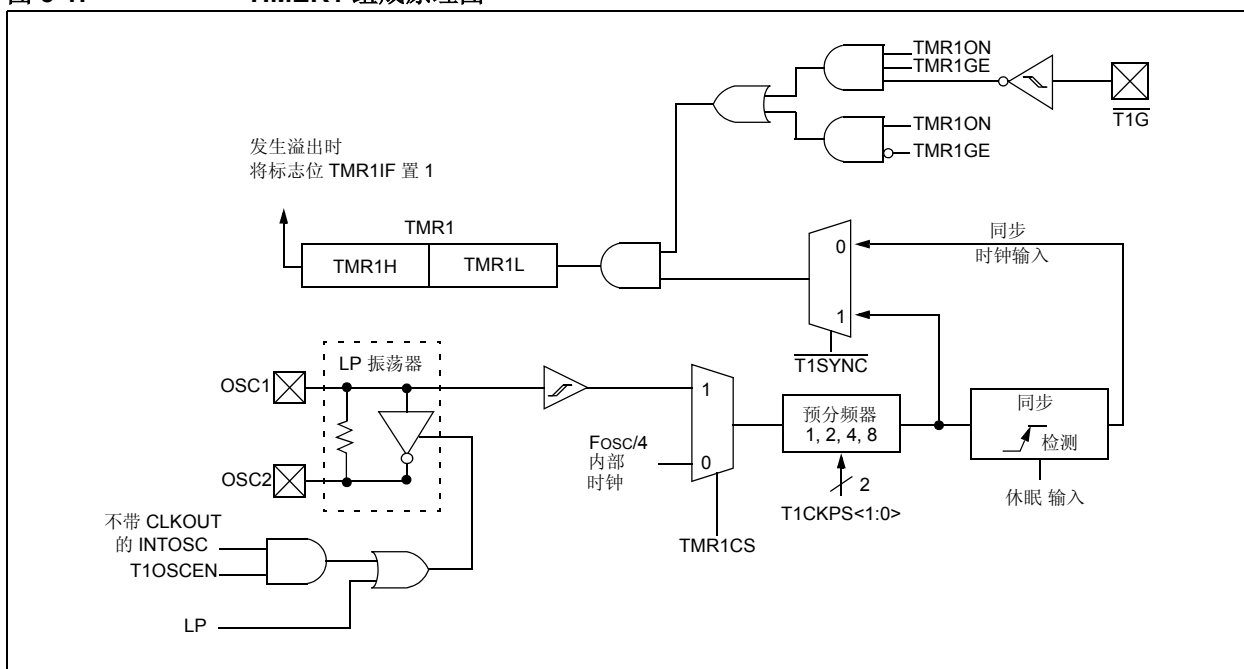 TMR1ON
TMR1GE
T1G
TMR1ON
TMR1GE
发生溢出时
将标志位 TMR1IF 置 1
TMR1
TMR1H
TMR1L
0
同步
时钟输入
1
T1SYNC
LP 振荡器
OSC1
OSC2
1
FOSC/4
内部
时钟
0
预分频器
1, 2, 4, 8
同步
检测
2
休眠 输入
T1CKPS<1:0>
TMR1CS
不带 CLKOUT
的 INTOSC
T1OSCEN
LP